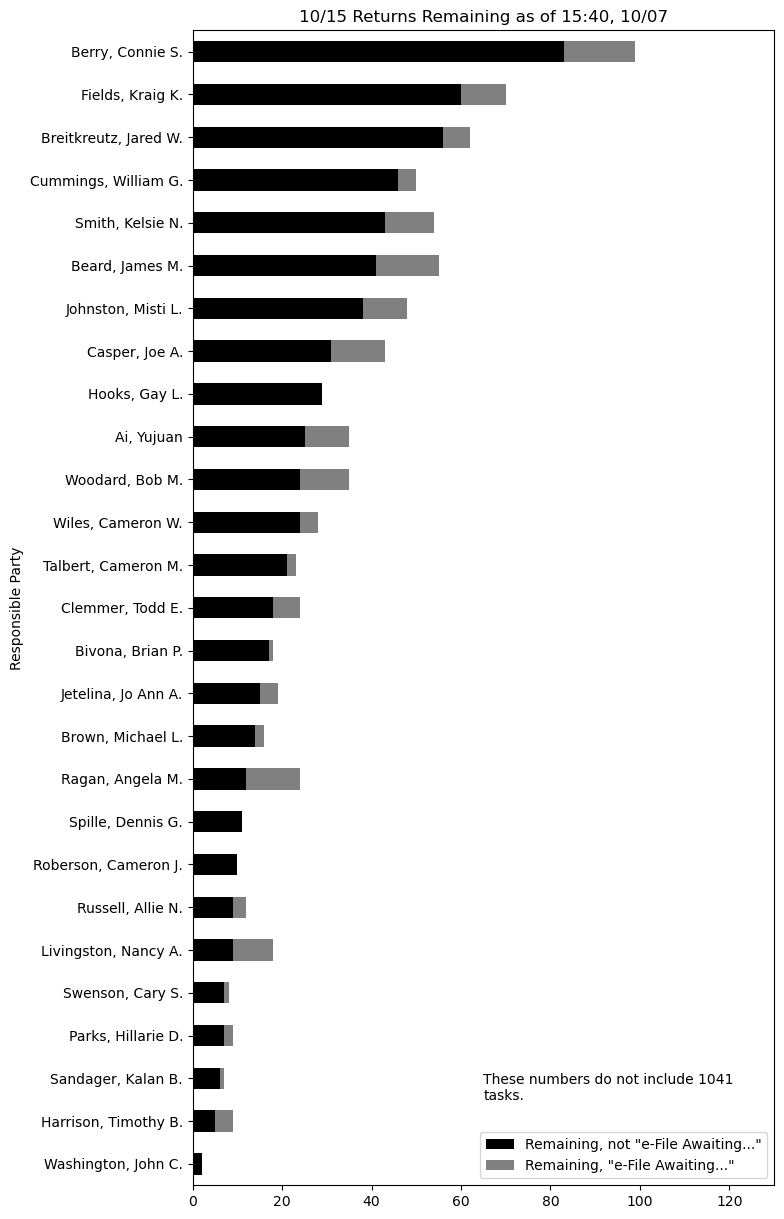 10/15 Returns Remaining as of 15:40, 10/07
Responsible Party
Berry, Connie S.
Fields, Kraig K.
Breitkreutz, Jared W.
Cummings, William G.
Smith, Kelsie N.
Beard, James M.
Johnston, Misti L.
Casper, Joe A.
Hooks, Gay L.
Ai, Yujuan
Woodard, Bob M.
Wiles, Cameron W.
Talbert, Cameron M.
Clemmer, Todd E.
Bivona, Brian P.
Jetelina, Jo Ann A.
Brown, Michael L.
Ragan, Angela M.
Spille, Dennis G.
Roberson, Cameron J.
Russell, Allie N.
Livingston, Nancy A.
Swenson, Cary S.
Parks, Hillarie D.
Sandager, Kalan B.
Harrison, Timothy B.
Washington, John C.
These numbers do not include 1041
tasks.
Remaining, not "e-File Awaiting..."
Remaining, "e-File Awaiting..."
0 20 40 60 80 100 120